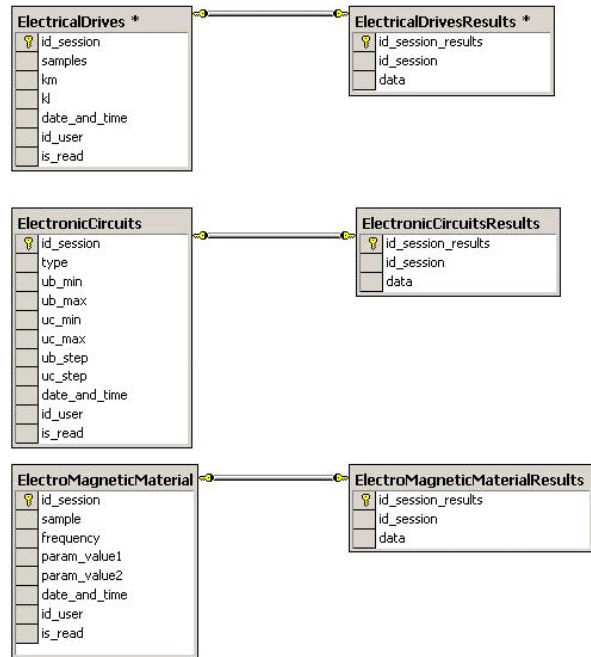 ElectricalDrives *
id_session
samples
km
kl
date_and_time
id_user
is_read
ElectricalDrivesResults *
id_session_results
id_session
data
ElectronicCircuits
id_session
type
ub_min
ub_max
uc_min
uc_max
ub_step
uc_step
date_and_time
id_user
is_read
ElectronicCircuitsResults
id_session_results
id_session
data
ElectroMagneticMaterial
id_session
sample
frequency
param_value1
param_value2
date_and_time
id_user
is_read
ElectroMagneticMaterialResults
id_session_results
id_session
data